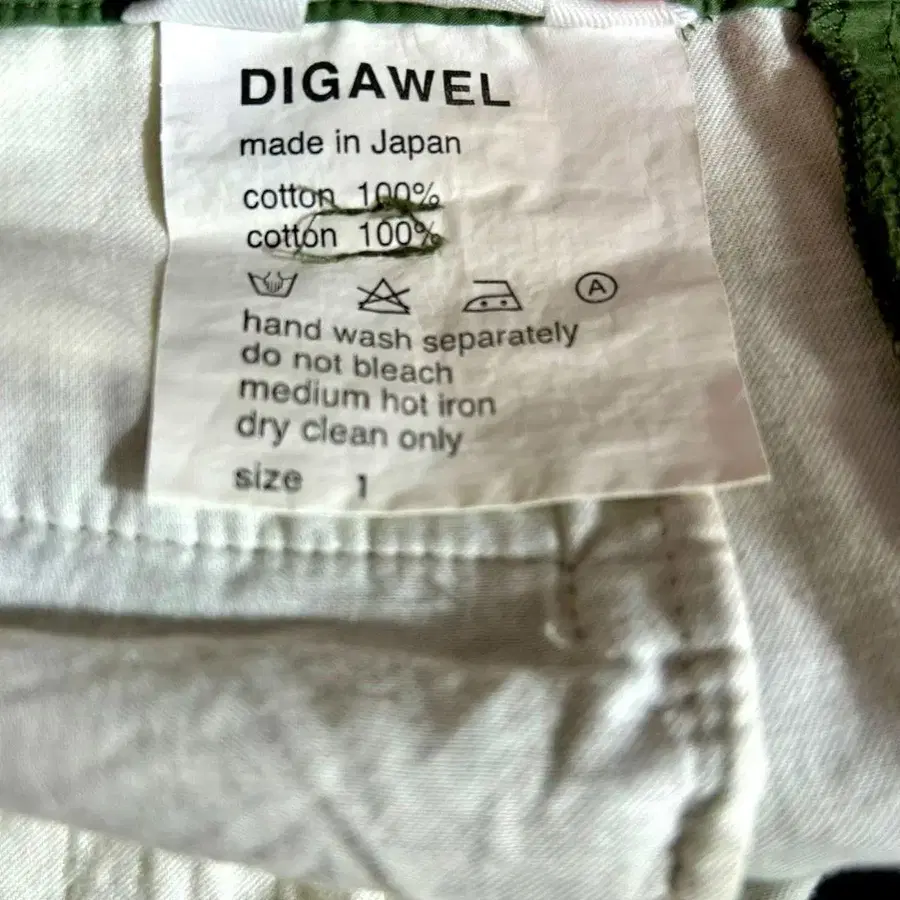 DIGAWEL
made in Japan
cotton 100%
cotton 100%
A
hand wash separately
do not bleach
medium hot iron
dry clean only
size 1